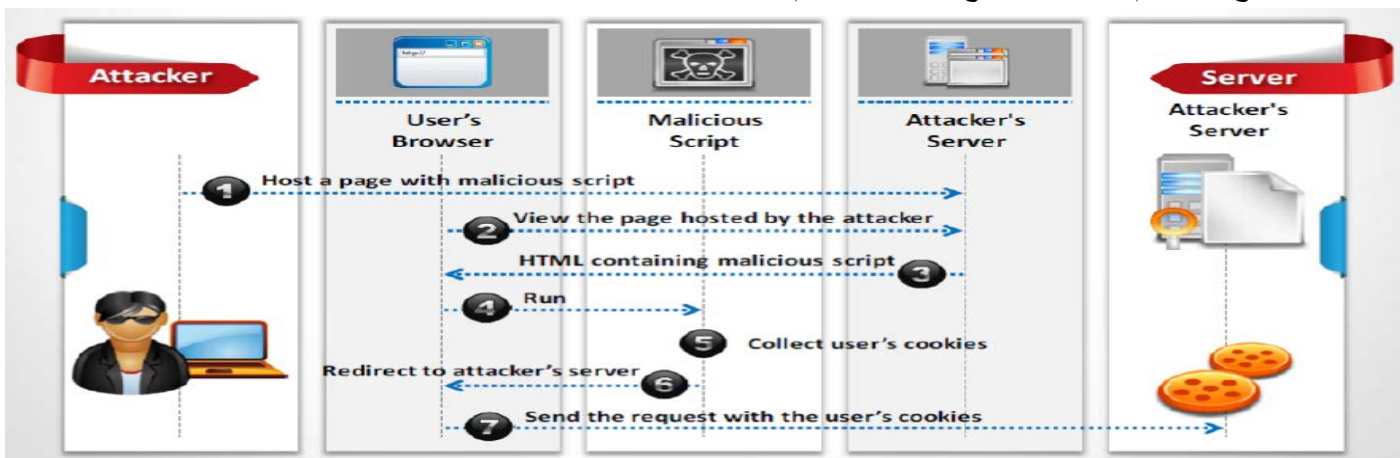 Attacker
Server
User's
Browser
Malicious
Script
Attacker's
Server
Attacker's
Server
1 Host a page with malicious script
2 View the page hosted by the attacker
HTML containing malicious script 3
4 Run
5 Collect user's cookies
Redirect to attacker's server 6
7 Send the request with the user's cookies